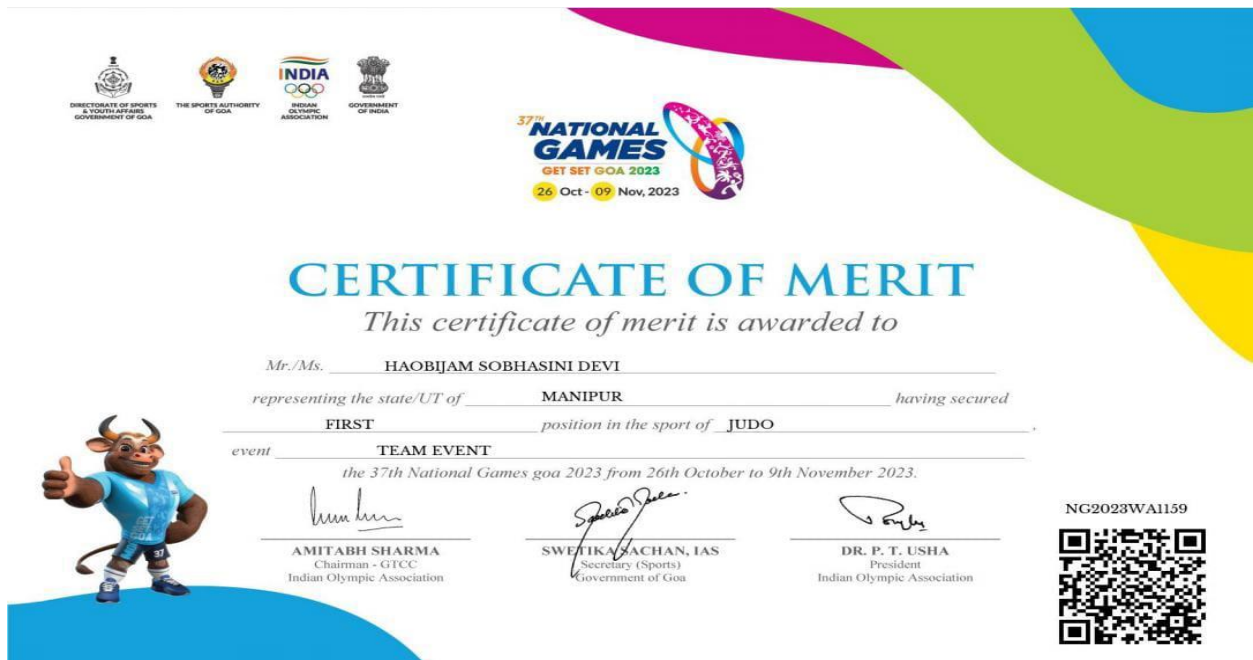 DIRECTORATE OF SPORTS
& YOUTH AFFAIRS
GOVERNMENT OF GOA
THE SPORTS AUTHORITY
OF GOA
INDIA
INDIAN
OLYMPIC
ASSOCIATION
GOVERNMENT
OF INDIA
37TH
NATIONAL
GAMES
GET SET GOA 2023
26 Oct - 09 Nov, 2023
CERTIFICATE OF MERIT
This certificate of merit is awarded to
Mr./Ms. HAOBIJAM SOBHASINI DEVI
representing the state/UT of MANIPUR having secured
FIRST position in the sport of JUDO ,
event TEAM EVENT
the 37th National Games goa 2023 from 26th October to 9th November 2023.
AMITABH SHARMA
Chairman - GTCC
Indian Olympic Association
SWETIKA SACHAN, IAS
Secretary (Sports)
Government of Goa
DR. P. T. USHA
President
Indian Olympic Association
NG2023WA1159
GET
SET
GOA
37